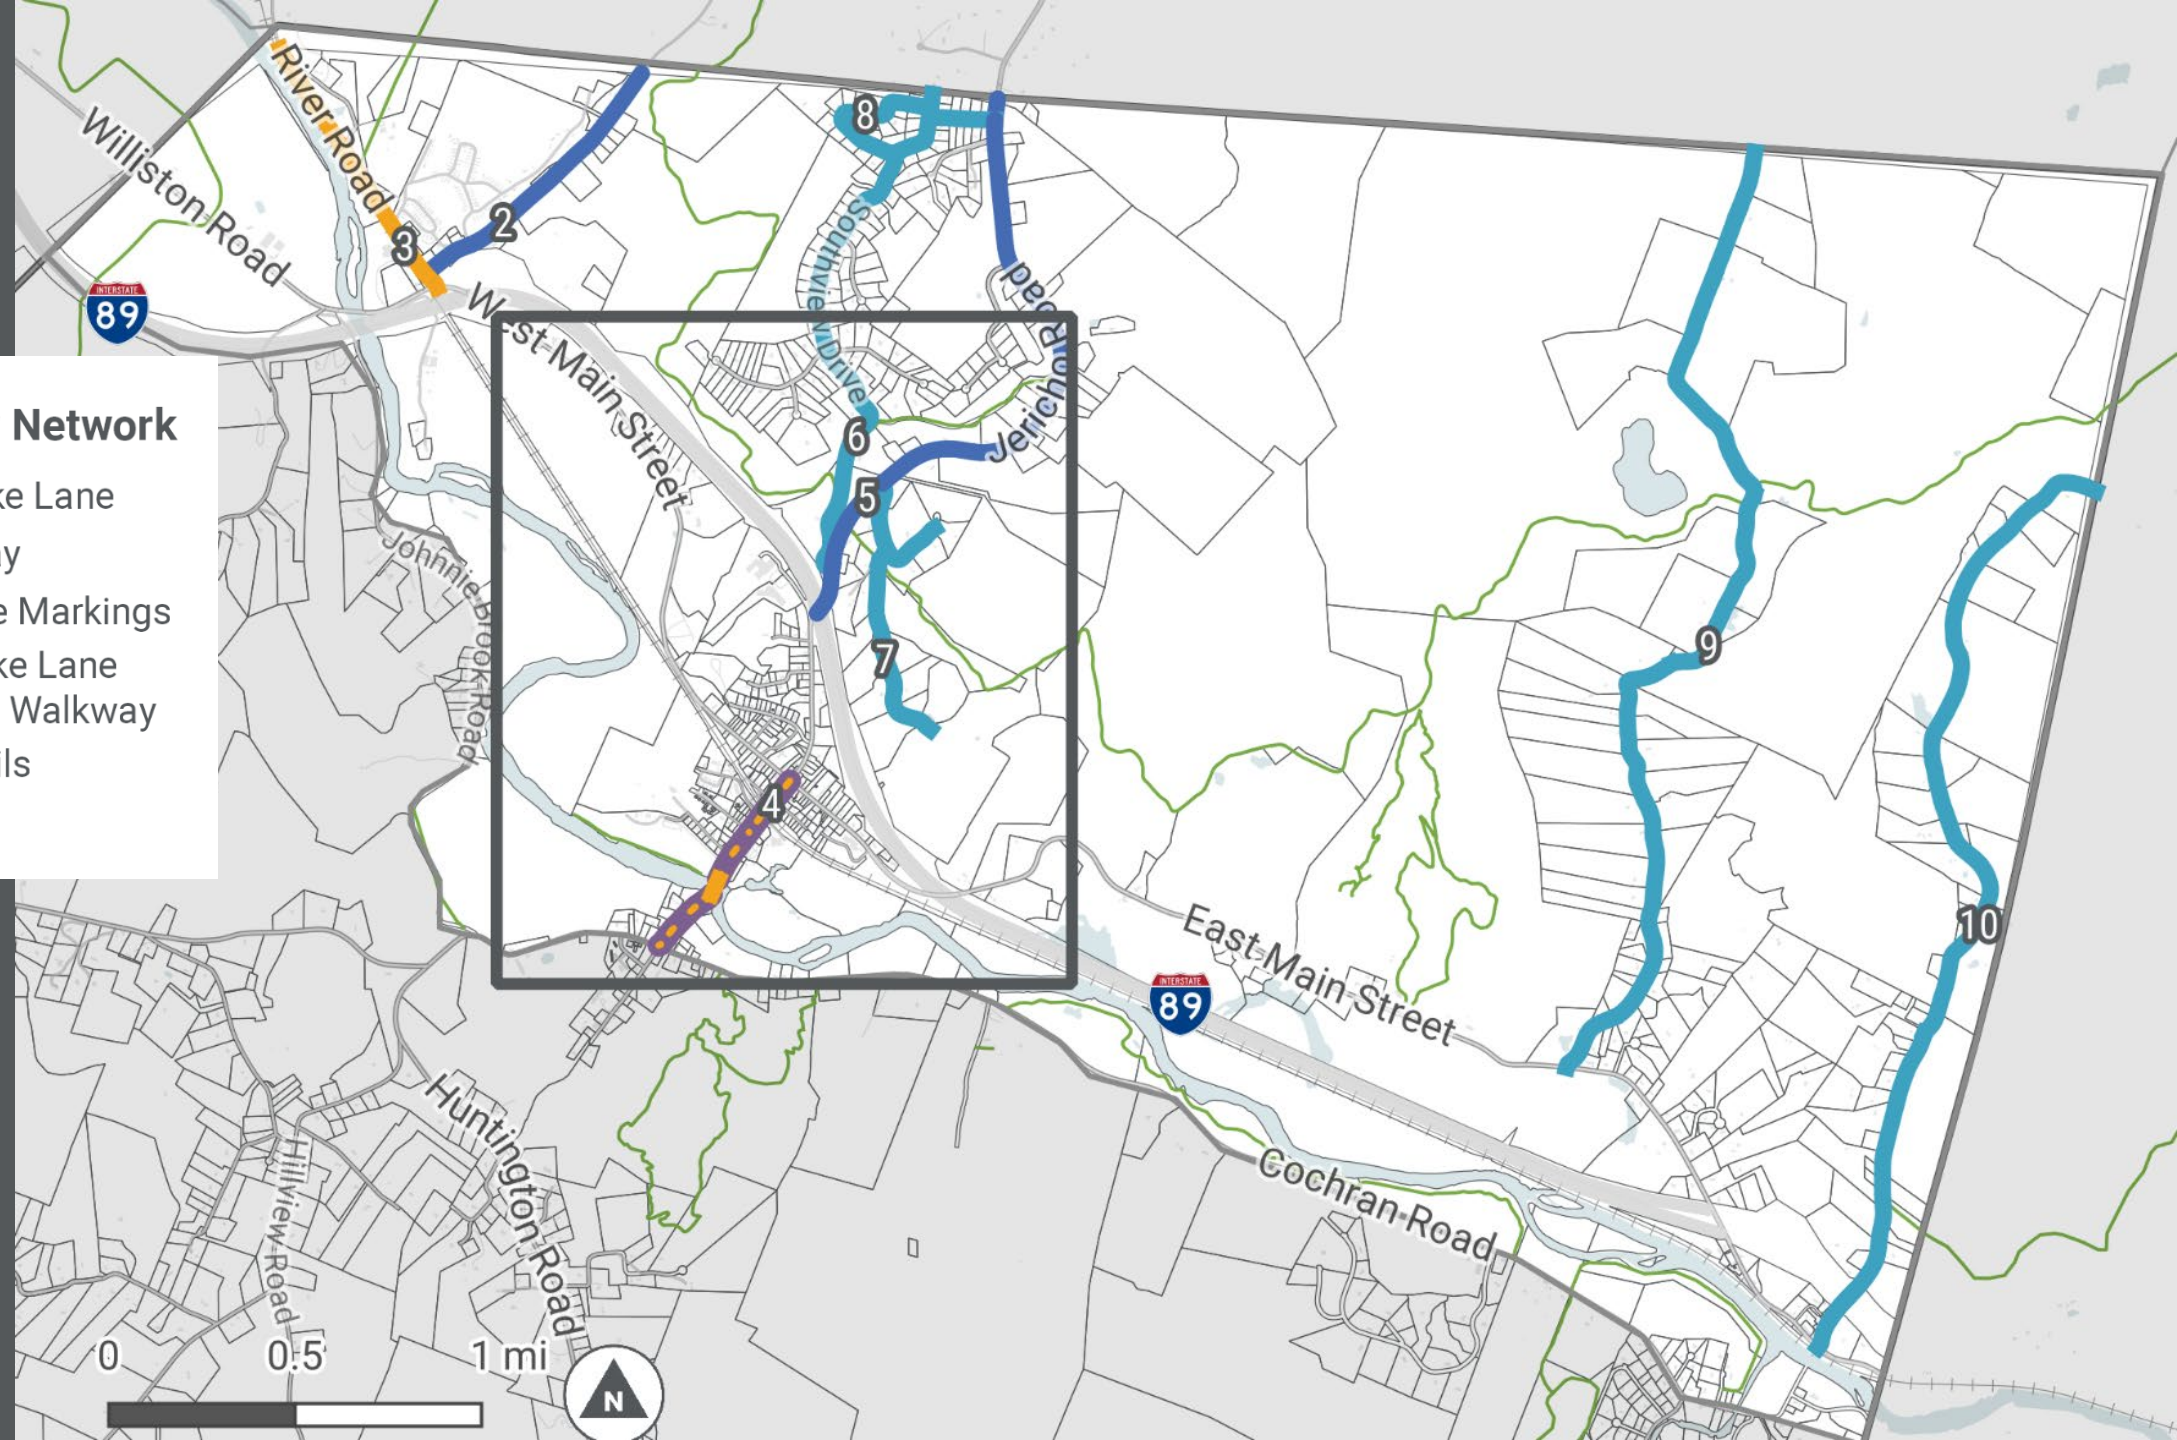 River Road
Williston Road
INTERSTATE
89
8
2
3
Southview Drive
Jericho Road
West Main Street
Network
ke Lane
y
e Markings
ke Lane
Walkway
ils
6
5
Johnnie Brook Road
7
9
4
10
East Main Street
INTERSTATE
89
Huntington Road
Hillview Road
Cochran Road
0 0.5 1 mi
N